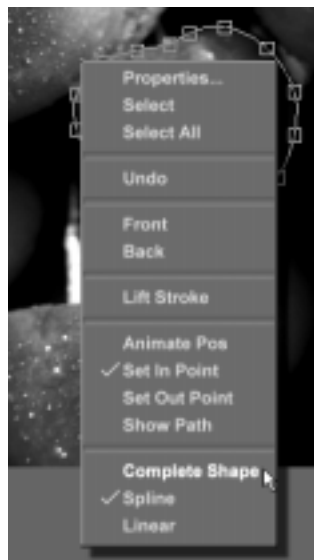 Properties...
Select
Select All
Undo
Front
Back
Lift Stroke
Animate Pos
Set In Point
Set Out Point
Show Path
Complete Shape
Spline
Linear